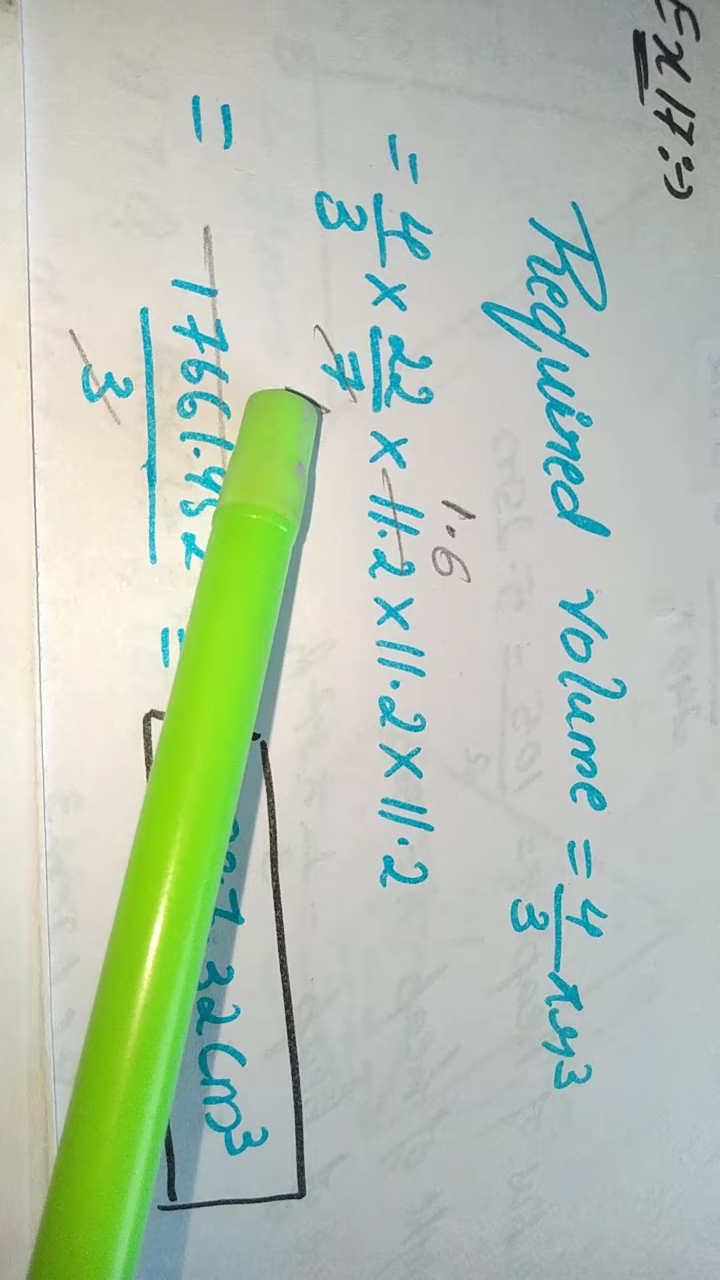 Ex 17:-)
Required volume = 4/3 πr³
= 4/3 × 22/7 × 11.2 × 11.2 × 11.2
1.6
= 17661.952/3 =
32 cm³